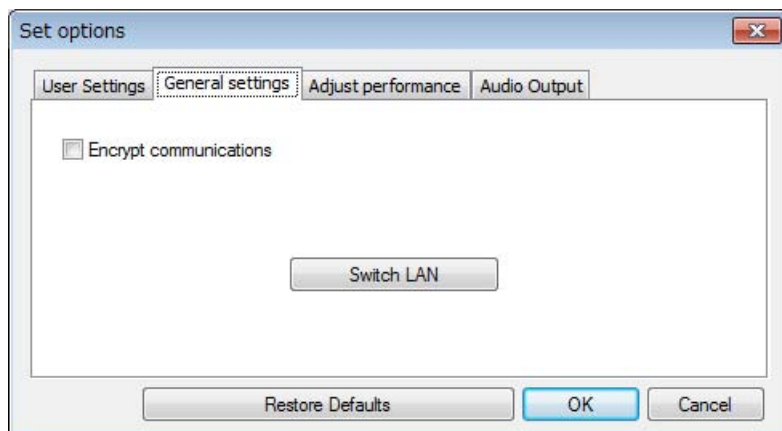 Set options
User Settings General settings Adjust performance Audio Output
Encrypt communications
Switch LAN
Restore Defaults OK Cancel